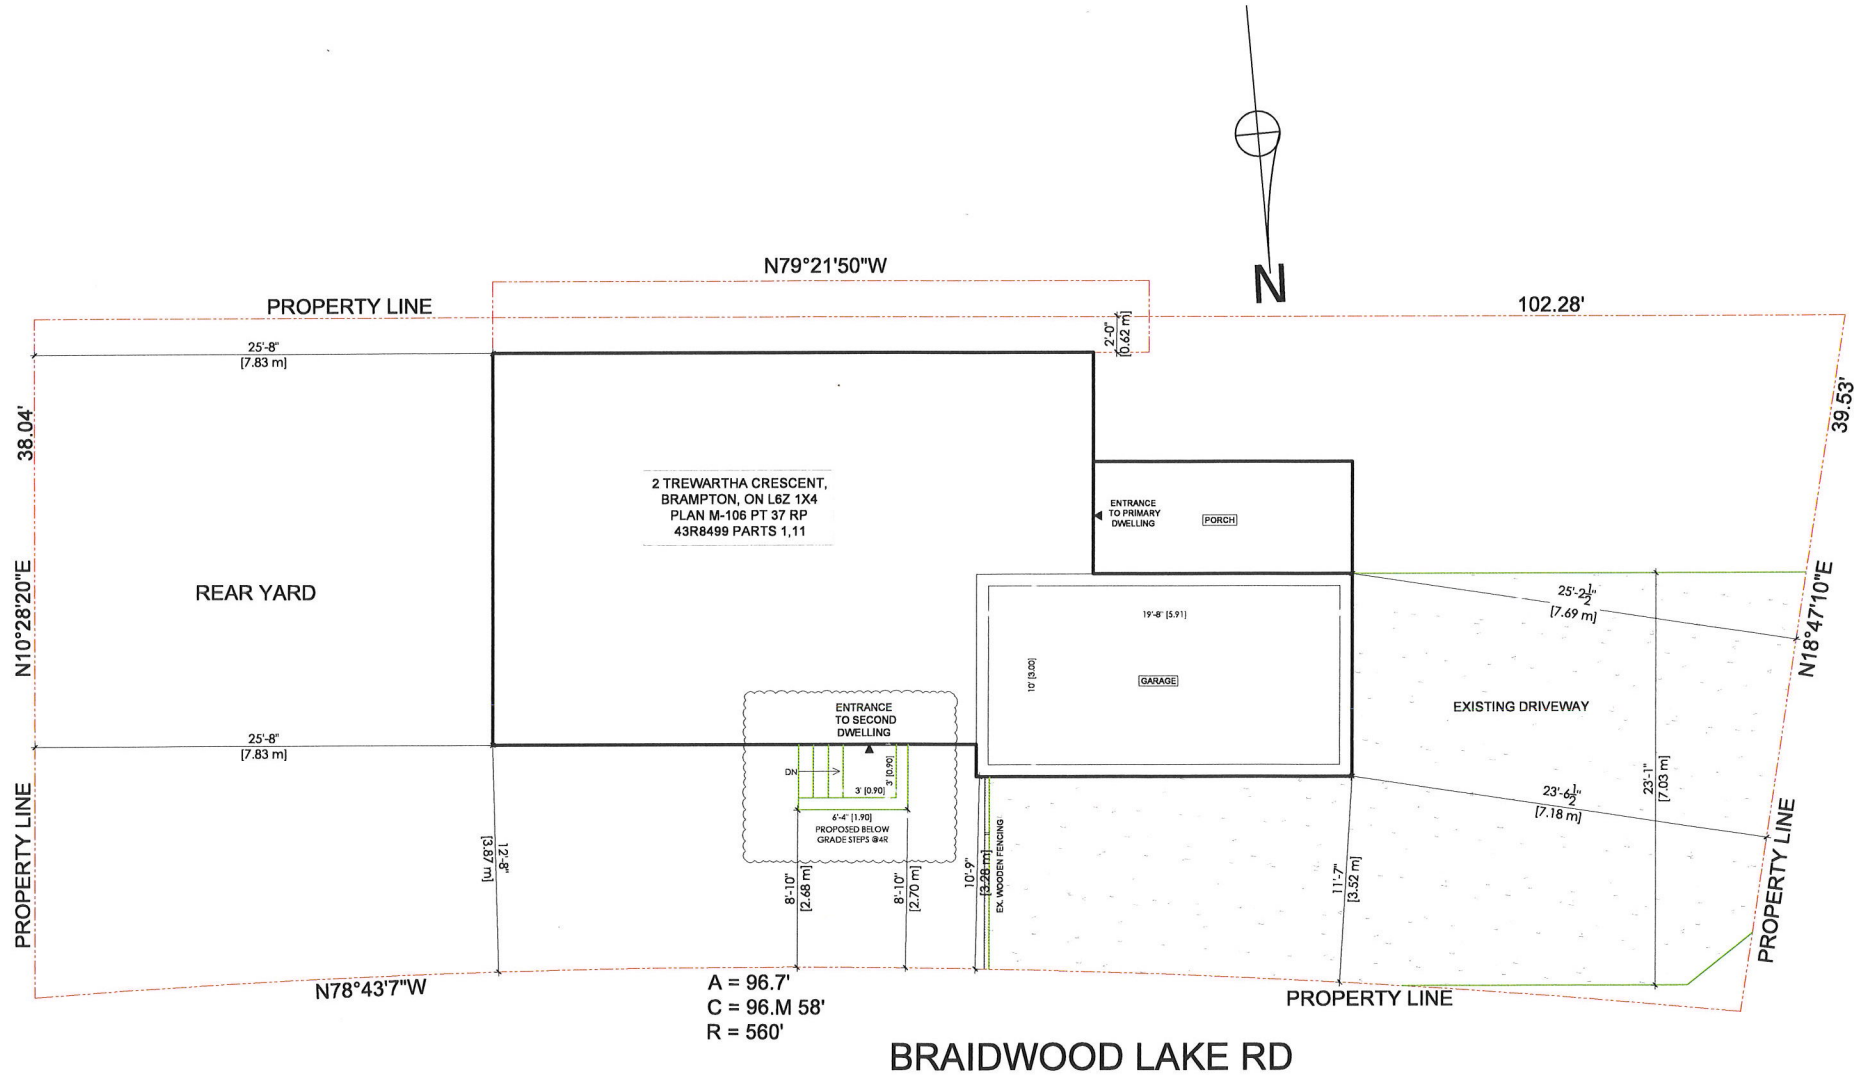 N
N79°21'50"W
PROPERTY LINE
102.28'
2'-0"
[0.62 m]
25'-8"
[7.83 m]
38.04'
39.53'
2 TREWARTHA CRESCENT,
BRAMPTON, ON L6Z 1X4
PLAN M-106 PT 37 RP
43R8499 PARTS 1,11
ENTRANCE
TO PRIMARY
DWELLING
PORCH
REAR YARD
N10°28'20"E
25'-2 1/2"
[7.69 m]
N18°47'10"E
19'-8" [5.91]
10' [3.00]
GARAGE
EXISTING DRIVEWAY
ENTRANCE
TO SECOND
DWELLING
25'-8"
[7.83 m]
DN
3' [0.90]
3' [0.90]
6'-4" [1.90]
PROPOSED BELOW
GRADE STEPS @4R
23'-1"
[7.03 m]
23'-6 1/2"
[7.18 m]
PROPERTY LINE
12'-8"
[3.87 m]
8'-10"
[2.68 m]
8'-10"
[2.70 m]
10'-9"
[3.28 m]
EX. WOODEN FENCING
11'-7"
[3.52 m]
PROPERTY LINE
N78°43'7"W
A = 96.7'
C = 96.M 58'
R = 560'
PROPERTY LINE
BRAIDWOOD LAKE RD